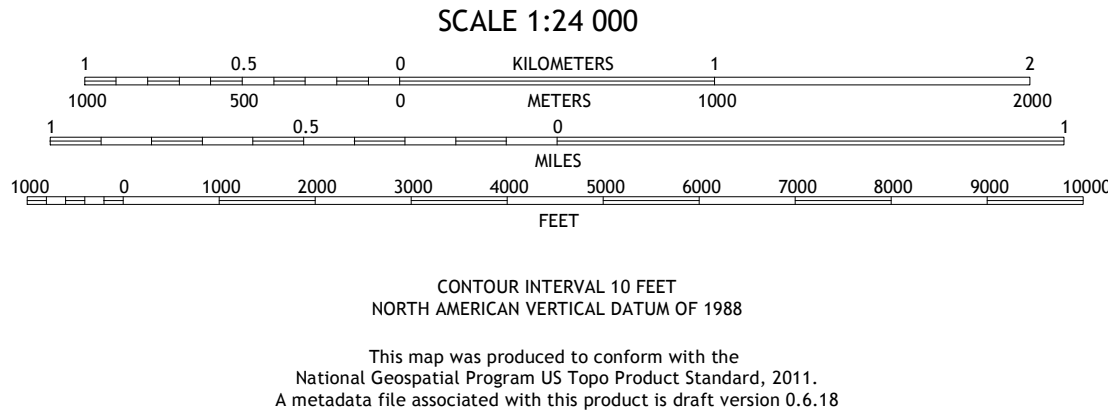 SCALE 1:24 000
1 0.5 0 KILOMETERS 1 2
1000 500 0 METERS 1000 2000
1 0.5 0 1
MILES
1000 0 1000 2000 3000 4000 5000 6000 7000 8000 9000 10000
FEET
CONTOUR INTERVAL 10 FEET
NORTH AMERICAN VERTICAL DATUM OF 1988
This map was produced to conform with the
National Geospatial Program US Topo Product Standard, 2011.
A metadata file associated with this product is draft version 0.6.18